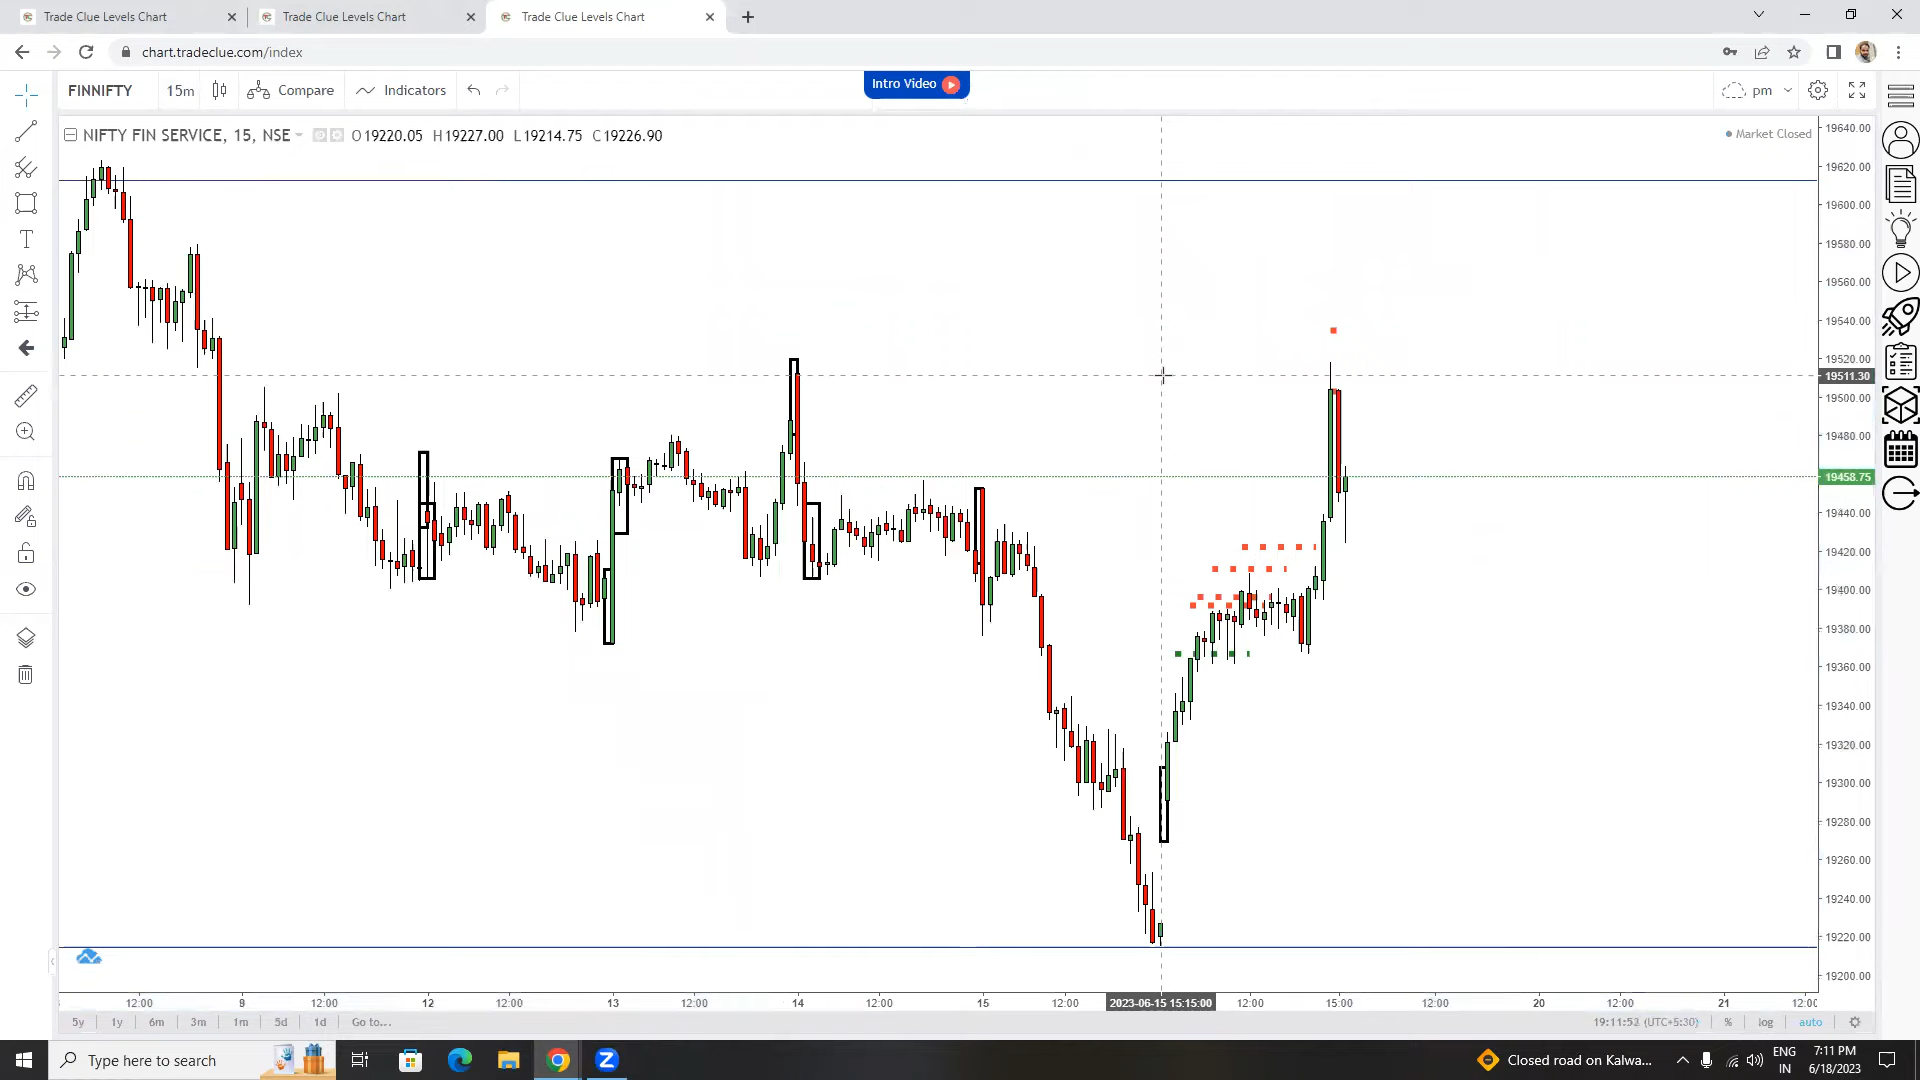 Trade Clue Levels Chart
Trade Clue Levels Chart
Trade Clue Levels Chart
chart.tradeclue.com/index
FINNIFTY 15m Compare Indicators
Intro Video
pm
NIFTY FIN SERVICE, 15, NSE O19220.05 H19227.00 L19214.75 C19226.90
Market Closed
19640.00
19620.00
19600.00
19580.00
19560.00
19540.00
19520.00
19511.30
19500.00
19480.00
19458.75
19440.00
19420.00
19400.00
19380.00
19360.00
19340.00
19320.00
19300.00
19280.00
19260.00
19240.00
19220.00
19200.00
12:00 9 12:00 12 12:00 13 12:00 14 12:00 15 12:00 2023-06-15 15:15:00 12:00 15:00 12:00 20 12:00 21 12:00
5y 1y 6m 3m 1m 5d 1d Go to...
19:11:52 (UTC+5:30) % log auto
Type here to search
Closed road on Kalwa...
ENG
IN
7:11 PM
6/18/2023